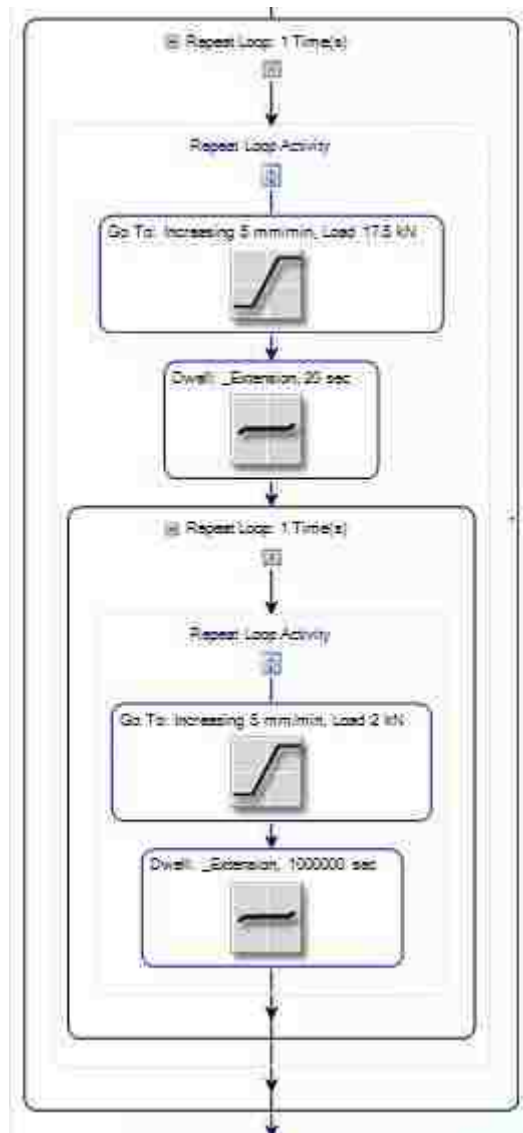 Repeat Loop: 1 Time(s)
Repeat Loop Activity
Go To: Increasing 5 mm/min, Load 17.5 kN
Dwell: _Extension, 20 sec
Repeat Loop: 1 Time(s)
Repeat Loop Activity
Go To: Increasing 5 mm/min, Load 2 kN
Dwell: _Extension, 1000000 sec